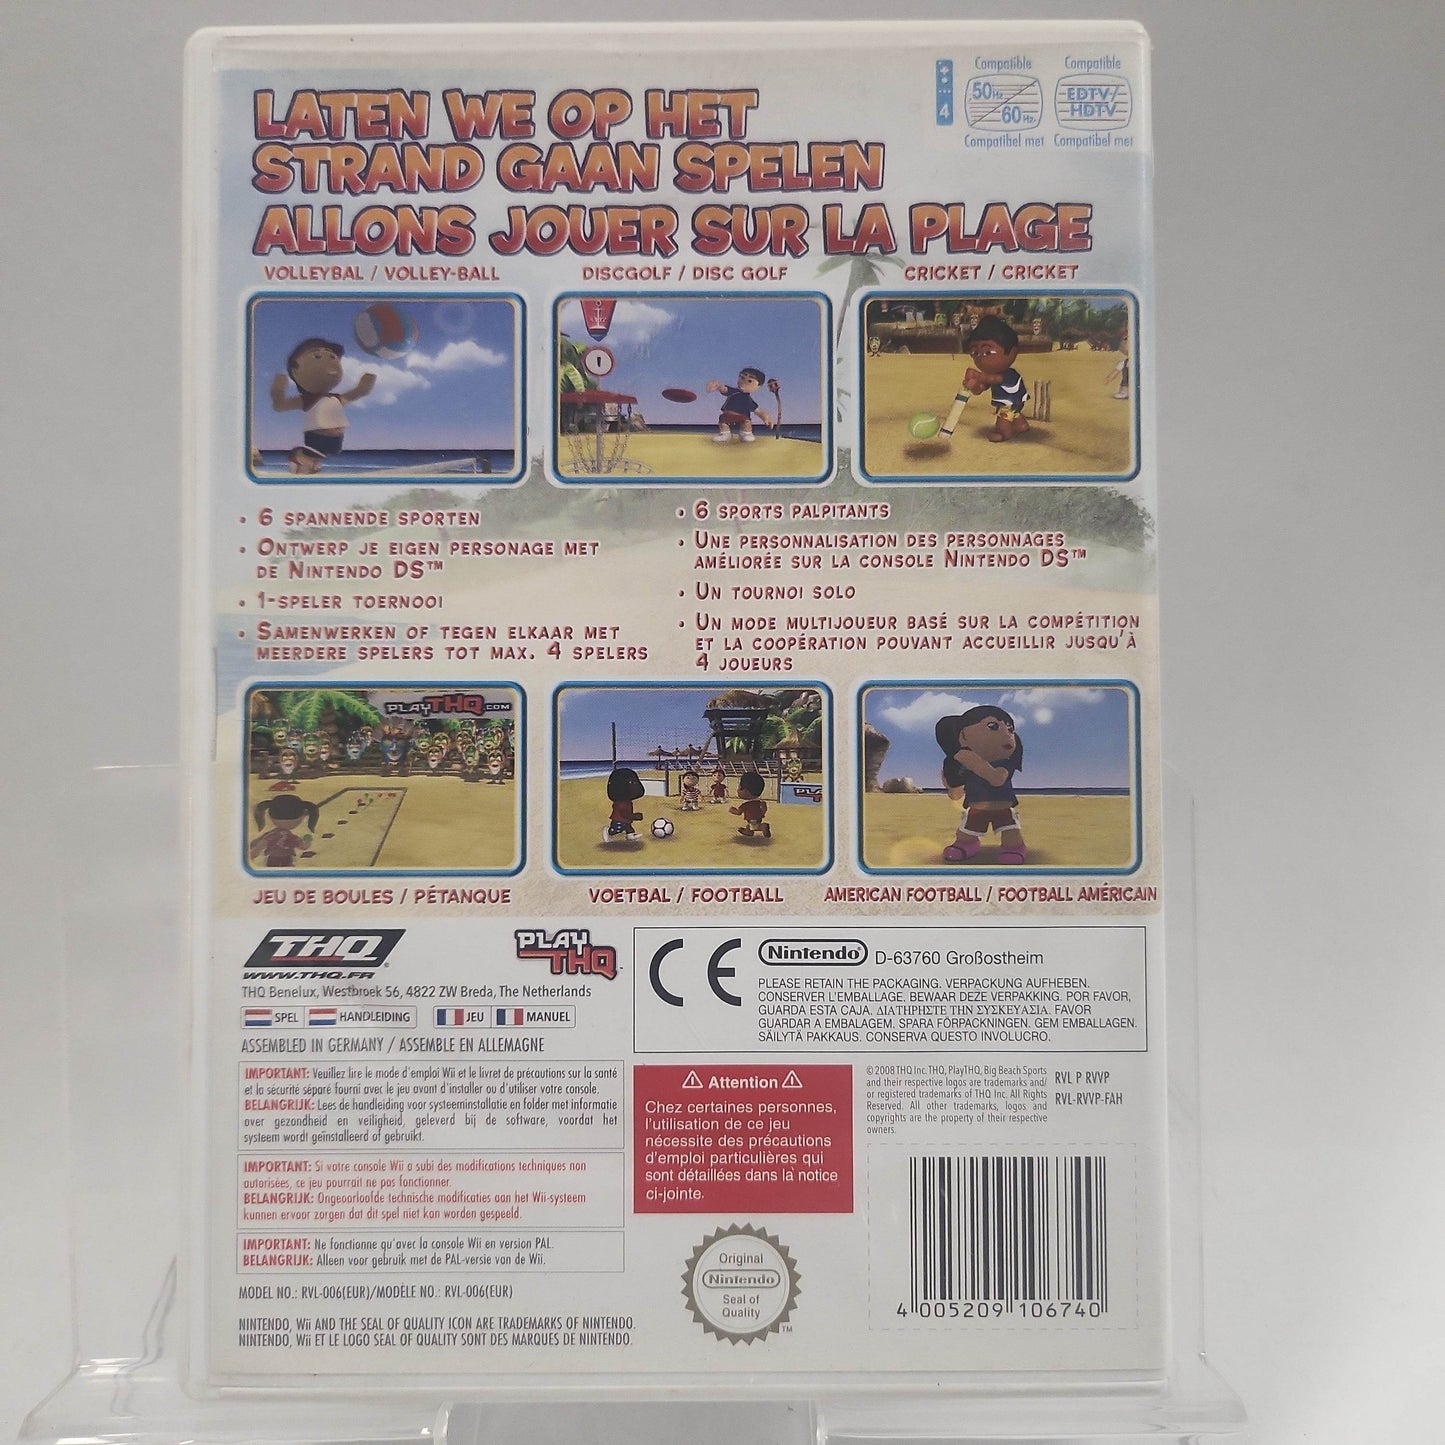 LATEN WE OP HET
STRAND GAAN SPELEN
ALLONS JOUER SUR LA PLAGE
4
Compatible
50Hz
60Hz
Compatibel met
Compatible
EDTV/
HDTV
Compatibel met
VOLLEYBAL / VOLLEY-BALL
DISCGOLF / DISC GOLF
CRICKET / CRICKET
1
• 6 SPANNENDE SPORTEN
• ONTWERP JE EIGEN PERSONAGE MET
DE NINTENDO DS™
• 1-SPELER TOERNOOI
• SAMENWERKEN OF TEGEN ELKAAR MET
MEERDERE SPELERS TOT MAX. 4 SPELERS
• 6 SPORTS PALPITANTS
• UNE PERSONNALISATION DES PERSONNAGES
AMÉLIORÉE SUR LA CONSOLE NINTENDO DS™
• UN TOURNOI SOLO
• UN MODE MULTIJOUEUR BASÉ SUR LA COMPÉTITION
ET LA COOPÉRATION POUVANT ACCUEILLIR JUSQU'À
4 JOUEURS
PLAYTHQ.COM
JEU DE BOULES / PÉTANQUE
VOETBAL / FOOTBALL
AMERICAN FOOTBALL / FOOTBALL AMÉRICAIN
THQ®
WWW.THQ.FR
PLAY
THQ™
THQ Benelux, Westbroek 56, 4822 ZW Breda, The Netherlands
SPEL HANDLEIDING JEU MANUEL
ASSEMBLED IN GERMANY / ASSEMBLE EN ALLEMAGNE
CE
Nintendo® D-63760 Großostheim
PLEASE RETAIN THE PACKAGING. VERPACKUNG AUFHEBEN.
CONSERVER L'EMBALLAGE. BEWAAR DEZE VERPAKKING. POR FAVOR,
GUARDA ESTA CAJA. ΔΙΑΤΗΡΗΣΤΕ ΤΗΝ ΣΥΣΚΕΥΑΣΙΑ. FAVOR
GUARDAR A EMBALAGEM. SPARA FÖRPACKNINGEN. GEM EMBALLAGEN.
SÄILYTÄ PAKKAUS. CONSERVA QUESTO INVOLUCRO.
IMPORTANT: Veuillez lire le mode d'emploi Wii et le livret de précautions sur la santé
et la sécurité séparé fourni avec le jeu avant d'installer ou d'utiliser votre console.
BELANGRIJK: Lees de handleiding voor systeeminstallatie en folder met informatie
over gezondheid en veiligheid, geleverd bij de software, voordat het
systeem wordt geïnstalleerd of gebruikt.
IMPORTANT: Si votre console Wii a subi des modifications techniques non
autorisées, ce jeu pourrait ne pas fonctionner.
BELANGRIJK: Ongeoorloofde technische modificaties aan het Wii-systeem
kunnen ervoor zorgen dat dit spel niet kan worden gespeeld.
IMPORTANT: Ne fonctionne qu'avec la console Wii en version PAL.
BELANGRIJK: Alleen voor gebruik met de PAL-versie van de Wii.
MODEL NO.: RVL-006(EUR)/MODÈLE NO.: RVL-006(EUR)
NINTENDO, Wii AND THE SEAL OF QUALITY ICON ARE TRADEMARKS OF NINTENDO.
NINTENDO, Wii ET LE LOGO SEAL OF QUALITY SONT DES MARQUES DE NINTENDO.
Attention
Chez certaines personnes,
l'utilisation de ce jeu
nécessite des précautions
d'emploi particulières qui
sont détaillées dans la notice
ci-jointe.
Original
Nintendo
Seal of
Quality
TM
© 2008 THQ Inc. THQ, PlayTHQ, Big Beach Sports
and their respective logos are trademarks and/
or registered trademarks of THQ Inc. All Rights
Reserved. All other trademarks, logos and
copyrights are the property of their respective
owners.
RVL P RVVP
RVL-RVVP-FAH
4 005209 106740